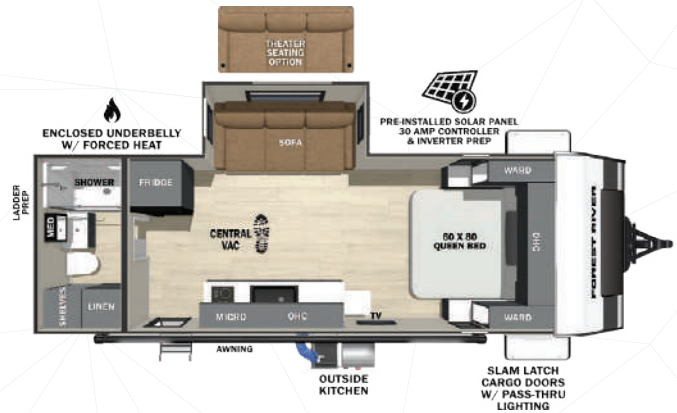 THEATER
SEATING
OPTION
ENCLOSED UNDERBELLY
W/ FORCED HEAT
PRE-INSTALLED SOLAR PANEL
30 AMP CONTROLLER
& INVERTER PREP
SOFA
LADDER
PREP
SHOWER
FRIDGE
WARD
MED
CENTRAL
VAC
60 X 80
QUEEN BED
OHC
FOREST RIVER
SHELVES
LINEN
MICRO
OHC
TV
WARD
AWNING
OUTSIDE
KITCHEN
SLAM LATCH
CARGO DOORS
W/ PASS-THRU
LIGHTING